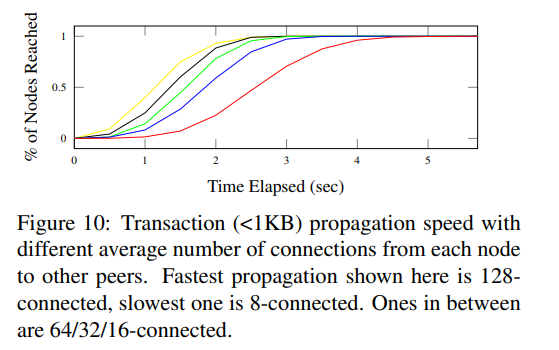 % of Nodes Reached
1
0.5
0
0 1 2 3 4 5
Time Elapsed (sec)
Figure 10: Transaction (<1KB) propagation speed with
different average number of connections from each node
to other peers. Fastest propagation shown here is 128-
connected, slowest one is 8-connected. Ones in between
are 64/32/16-connected.